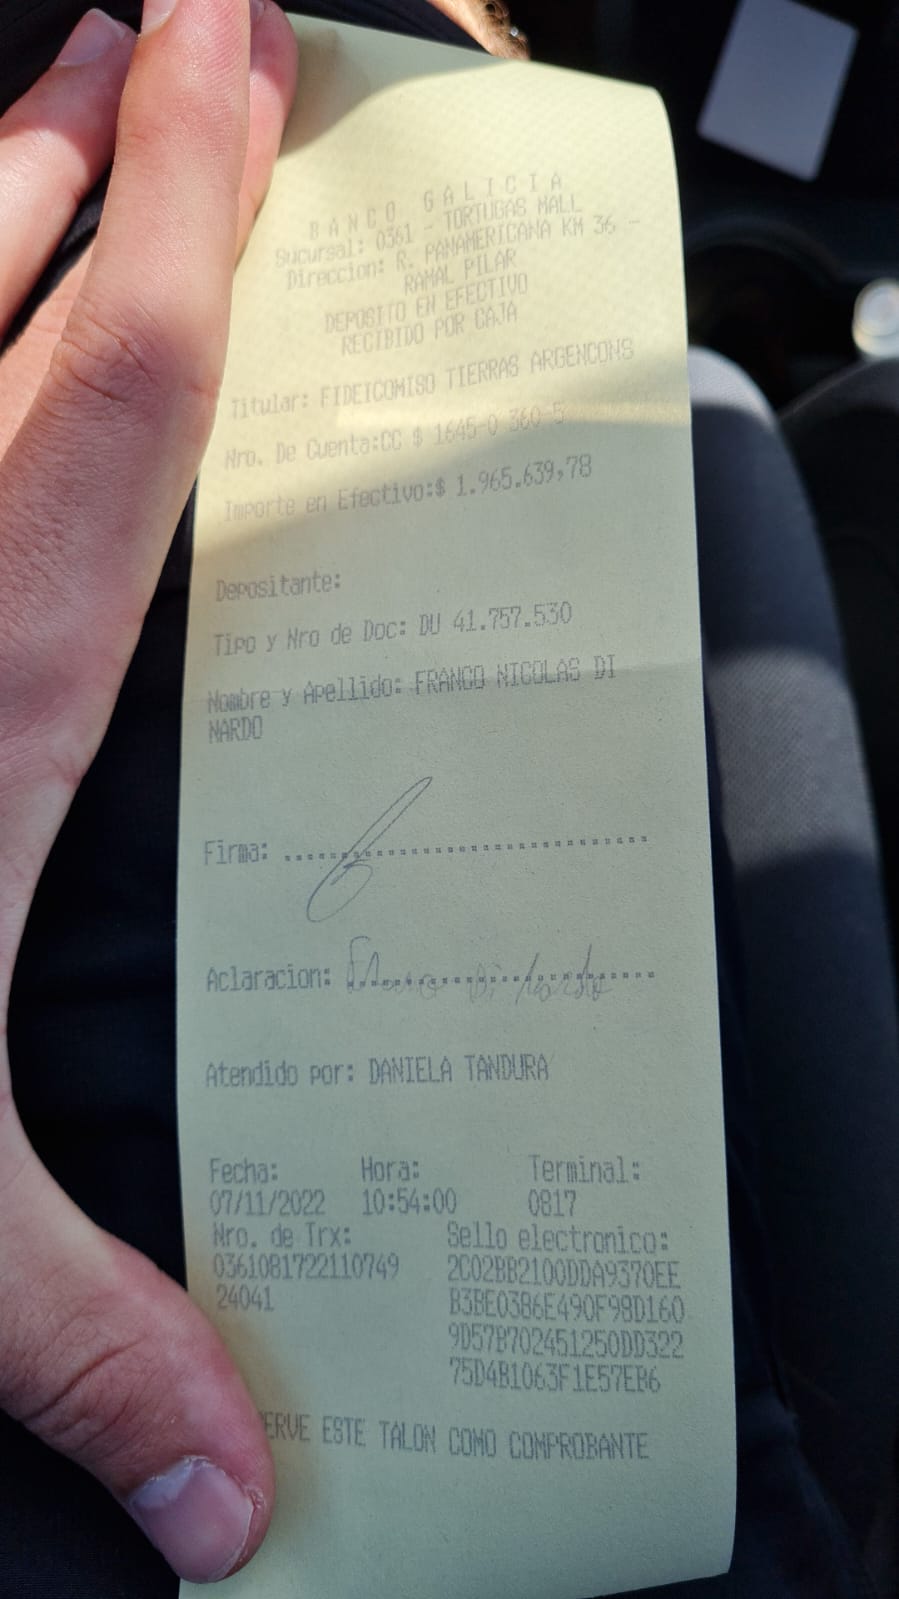 BANCO GALICIA
Sucursal: 0361 - TORTUGAS MALL
Direccion: R. PANAMERICANA KM 36 -
RAMAL PILAR
DEPOSITO EN EFECTIVO
RECIBIDO POR CAJA
Titular: FIDEICOMISO TIERRAS ARGENCONS
Nro. De Cuenta:CC $ 1645-0 360-5
Importe en Efectivo:$ 1.965.639,78
Depositante:
Tipo y Nro de Doc: DU 41.757.530
Nombre y Apellido: FRANCO NICOLAS DI
NARDO
Firma:
Aclaracion: Franco Di Nardo
Atendido por: DANIELA TANDURA
Fecha: Hora: Terminal:
07/11/2022 10:54:00 0817
Nro. de Trx: Sello electronico:
0361081722110749 2C02BB2100DDA9370EE
24041 B3BE0386E490F98D160
9D57B702451250DD322
75D4B1063F1E57EB6
ERVE ESTE TALON COMO COMPROBANTE